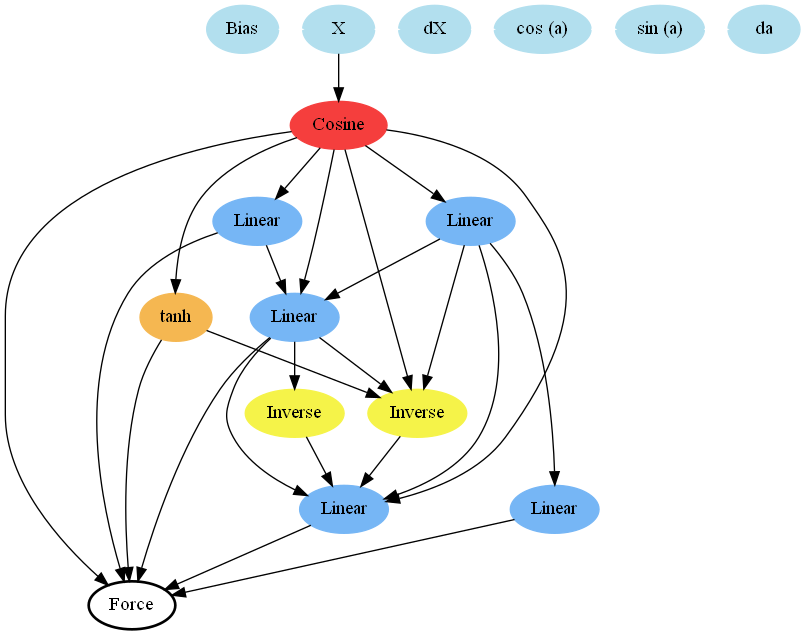 Bias
X
dX
cos (a)
sin (a)
da
Cosine
Linear
Linear
tanh
Linear
Inverse
Inverse
Linear
Linear
Force